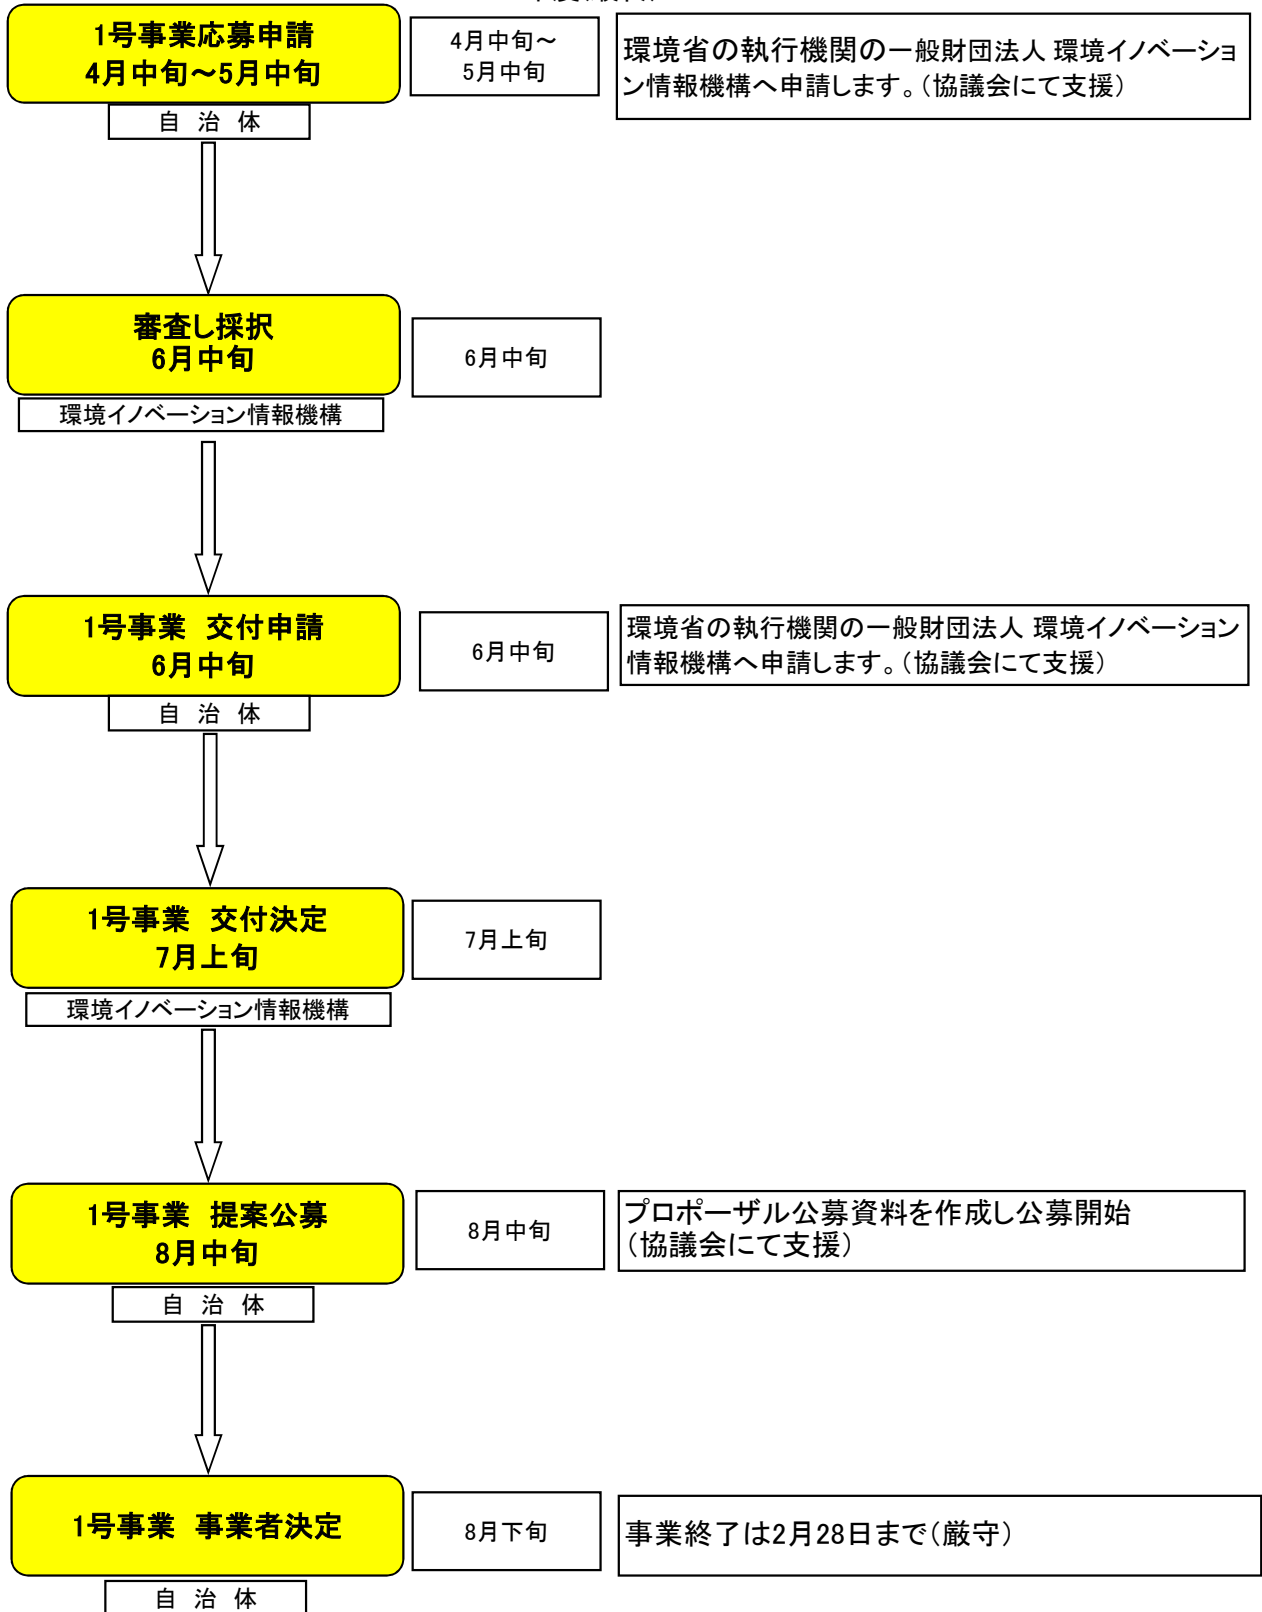 1号事業応募申請
4月中旬～5月中旬
自 治 体
4月中旬～
5月中旬
環境省の執行機関の一般財団法人 環境イノベーショ
ン情報機構へ申請します。（協議会にて支援）
審査し採択
6月中旬
環境イノベーション情報機構
6月中旬
1号事業 交付申請
6月中旬
自 治 体
6月中旬
環境省の執行機関の一般財団法人 環境イノベーション
情報機構へ申請します。（協議会にて支援）
1号事業 交付決定
7月上旬
環境イノベーション情報機構
7月上旬
1号事業 提案公募
8月中旬
自 治 体
8月中旬
プロポーザル公募資料を作成し公募開始
（協議会にて支援）
1号事業 事業者決定
自 治 体
8月下旬
事業終了は2月28日まで（厳守）